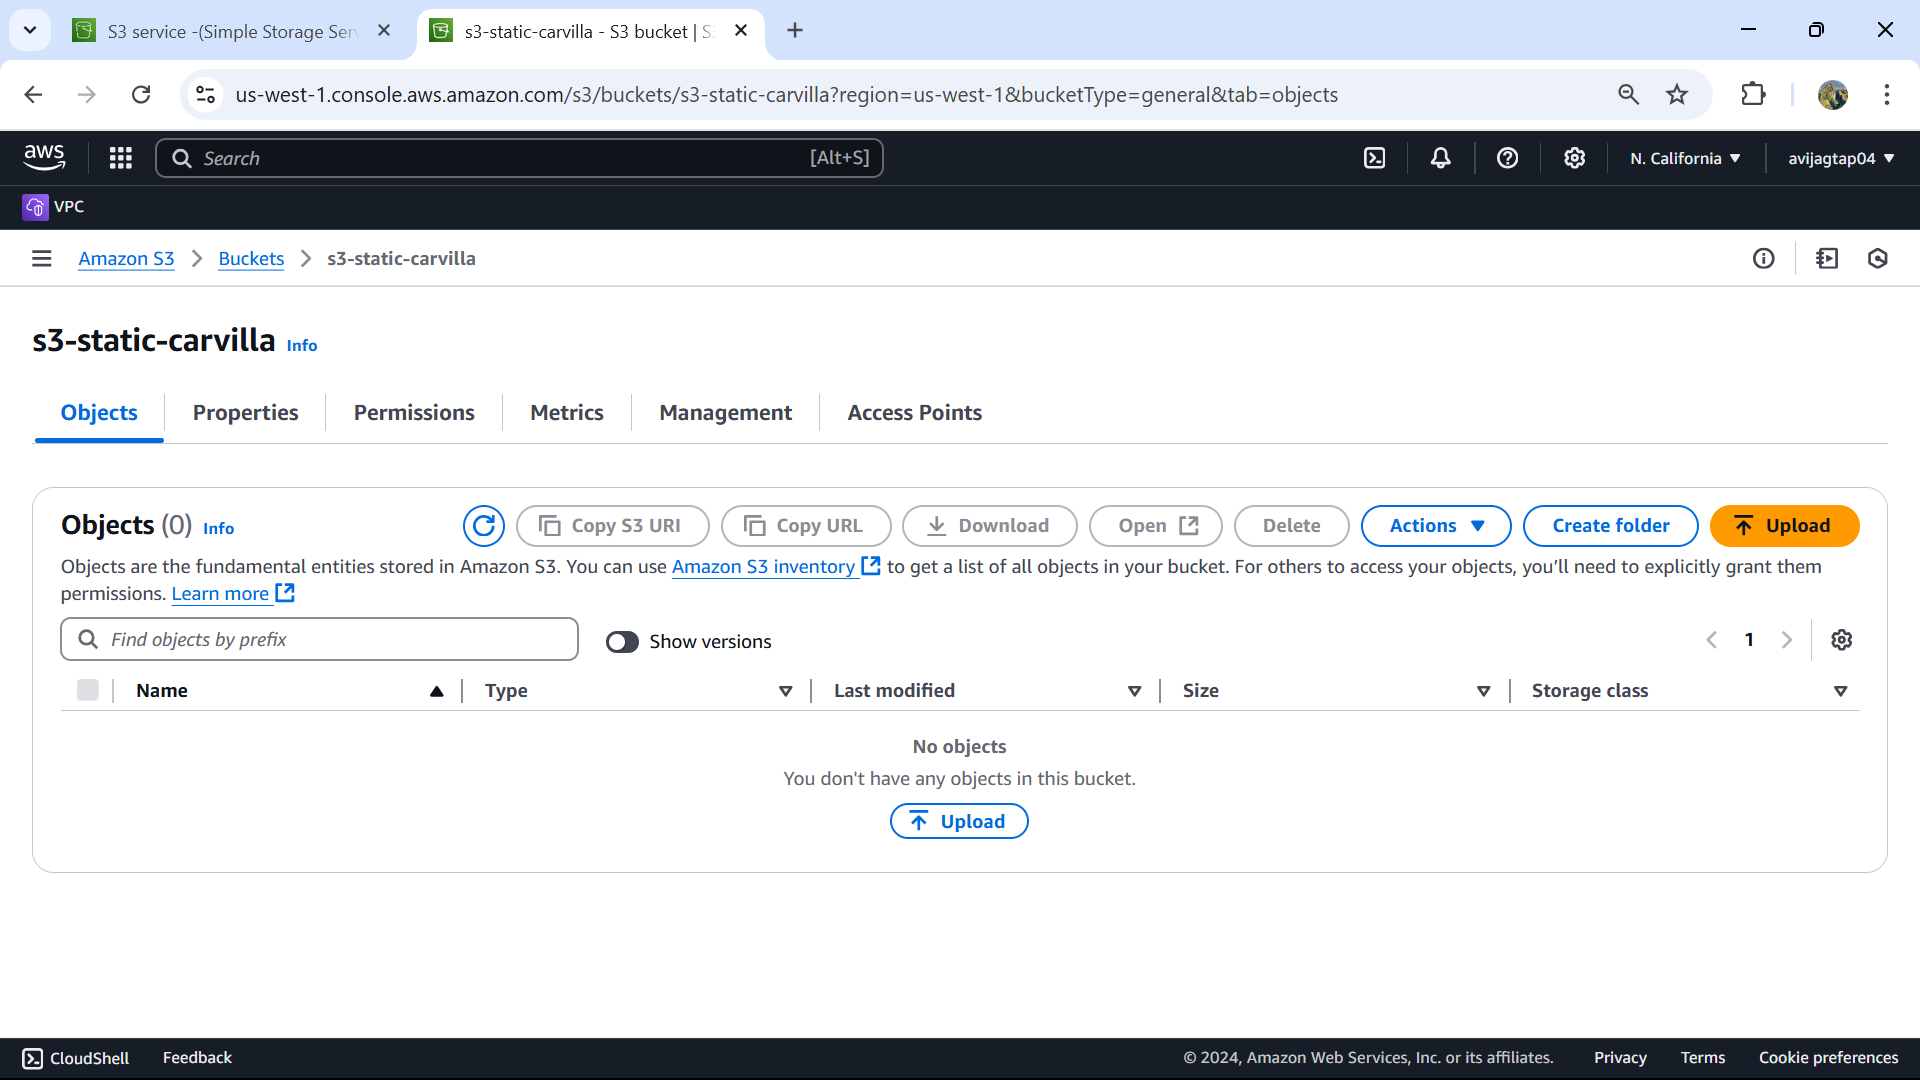 S3 service -(Simple Storage Ser
s3-static-carvilla - S3 bucket | S
us-west-1.console.aws.amazon.com/s3/buckets/s3-static-carvilla?region=us-west-1&bucketType=general&tab=objects
aws
Search [Alt+S]
N. California
avijagtap04
VPC
Amazon S3 > Buckets > s3-static-carvilla
s3-static-carvilla Info
Objects Properties Permissions Metrics Management Access Points
Objects (0) Info
Copy S3 URI Copy URL Download Open Delete Actions Create folder Upload
Objects are the fundamental entities stored in Amazon S3. You can use Amazon S3 inventory to get a list of all objects in your bucket. For others to access your objects, you’ll need to explicitly grant them
permissions. Learn more
Find objects by prefix
Show versions
1
Name Type Last modified Size Storage class
No objects
You don't have any objects in this bucket.
Upload
CloudShell Feedback © 2024, Amazon Web Services, Inc. or its affiliates. Privacy Terms Cookie preferences